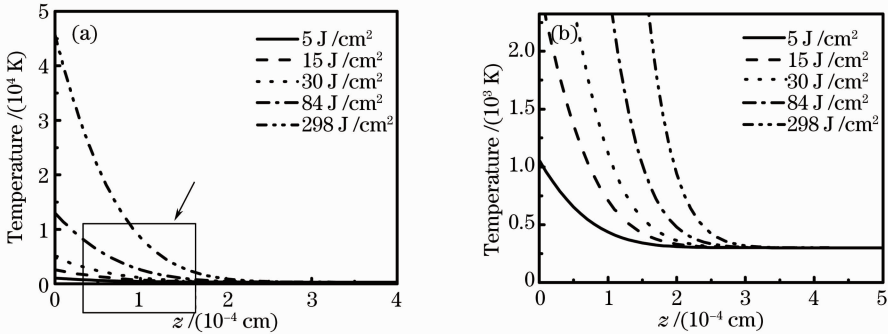 (a)
5
4
3
2
1
0
Temperature/(10⁴ K)
5 J/cm²
15 J/cm²
30 J/cm²
84 J/cm²
298 J/cm²
0 1 2 3 4
z/(10⁻⁴ cm)
(b)
2.0
1.5
1.0
0.5
Temperature/(10³ K)
5 J/cm²
15 J/cm²
30 J/cm²
84 J/cm²
298 J/cm²
0 1 2 3 4 5
z/(10⁻⁴ cm)